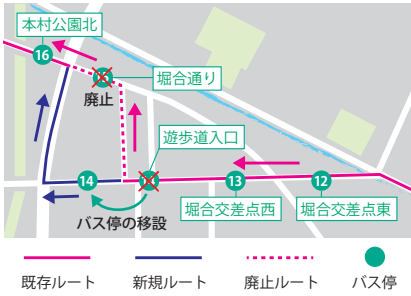 本村公園北
16
堀合通り
廃止
遊歩道入口
14
13
12
バス停の移設
堀合交差点西
堀合交差点東
既存ルート
新規ルート
廃止ルート
バス停